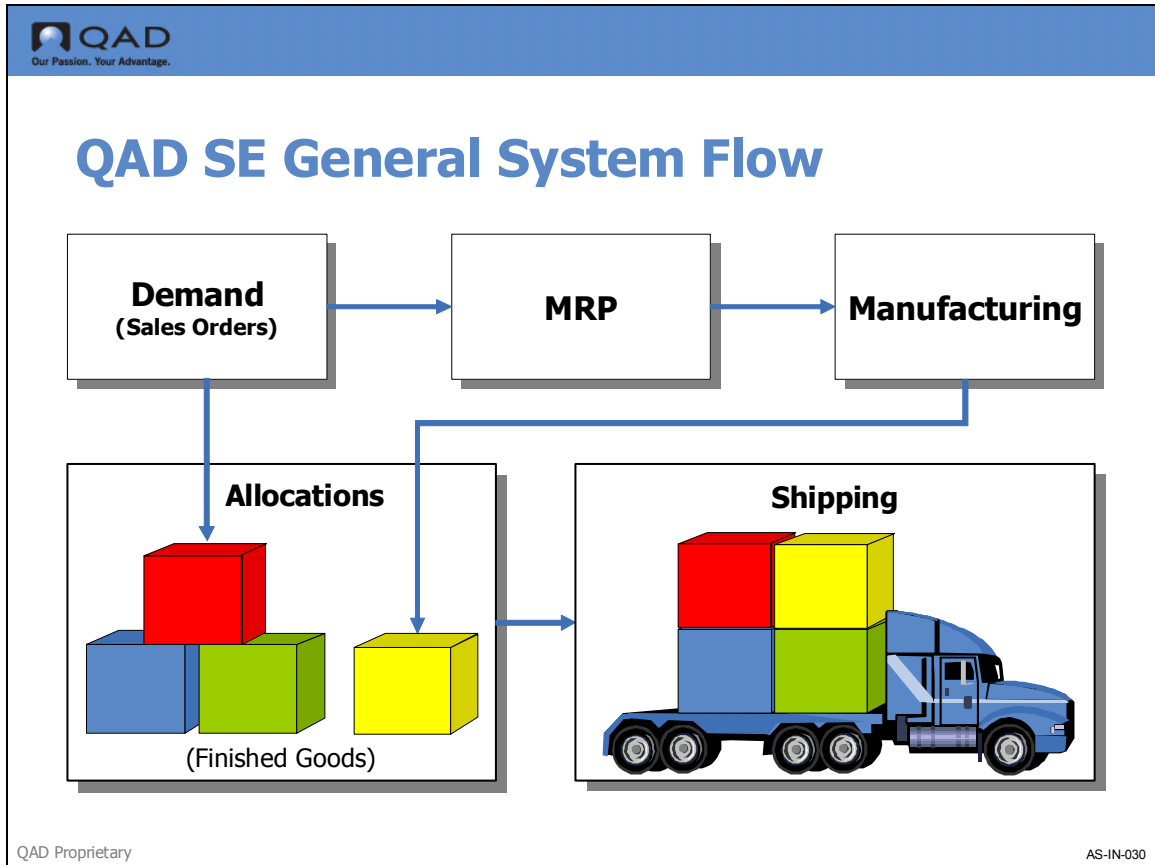 QAD
Our Passion. Your Advantage.
QAD SE General System Flow
Demand
(Sales Orders)
MRP
Manufacturing
Allocations
(Finished Goods)
Shipping
QAD Proprietary
AS-IN-030